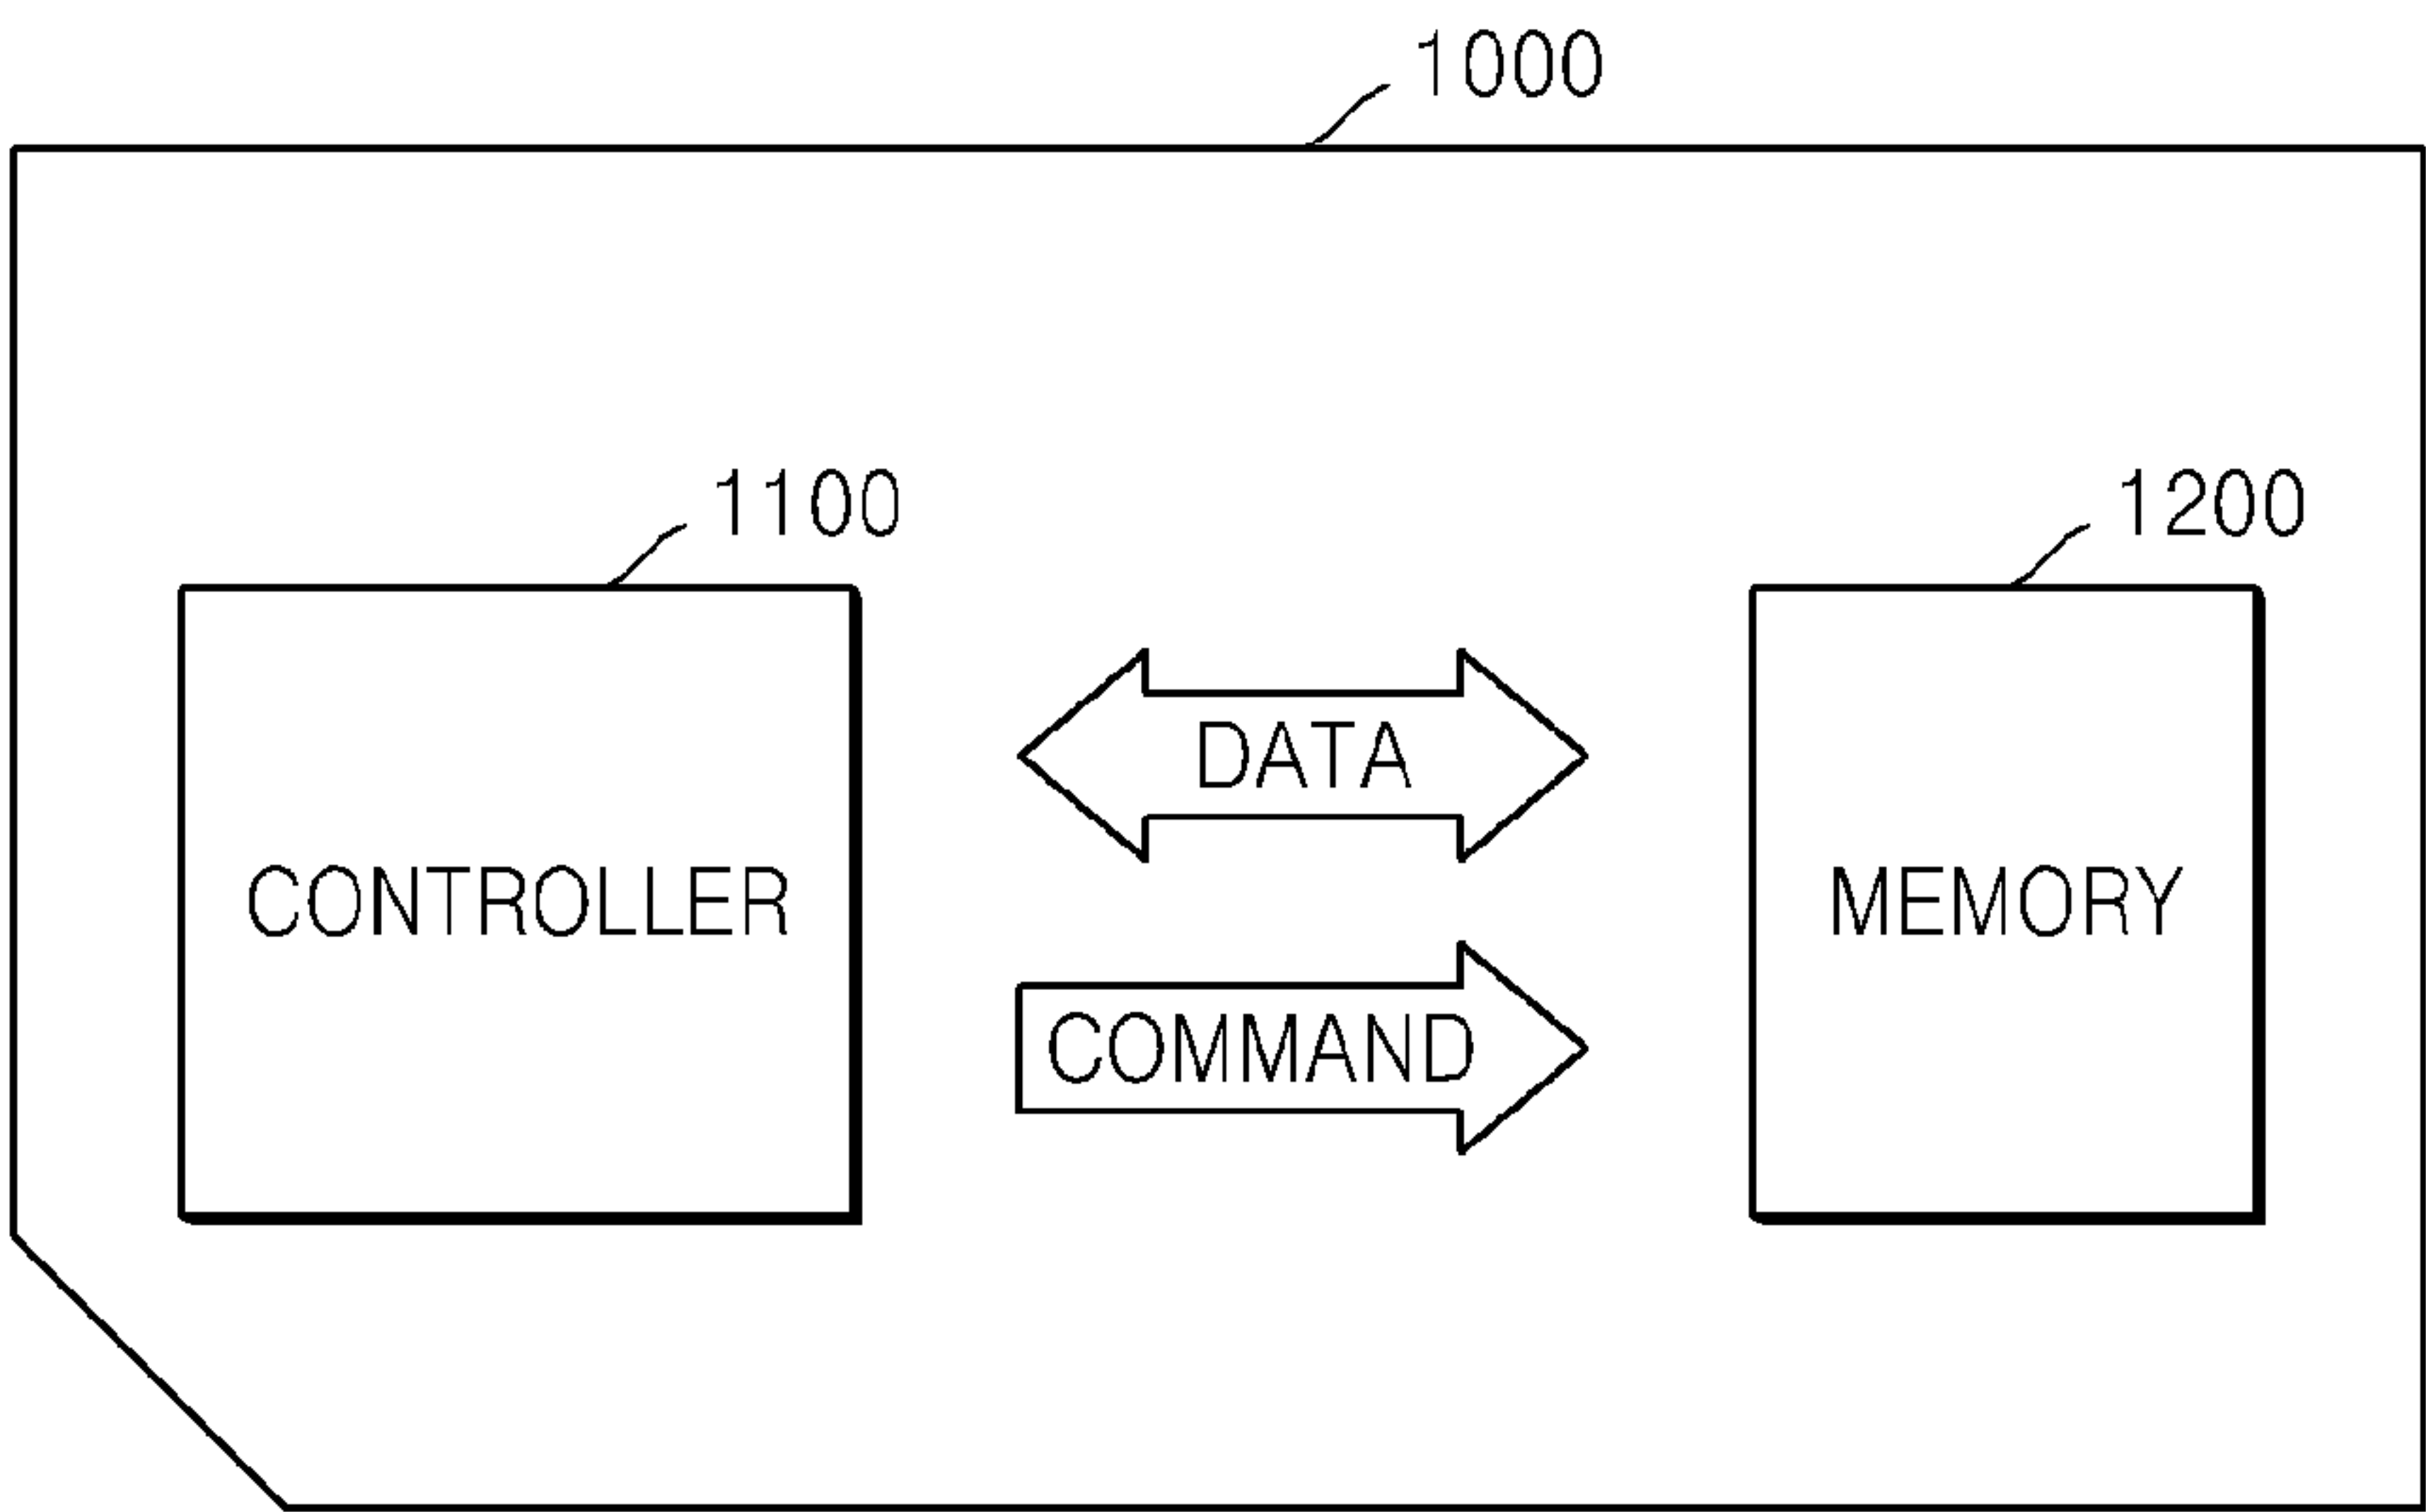 1000
1100
1200
DATA
CONTROLLER
MEMORY
COMMAND